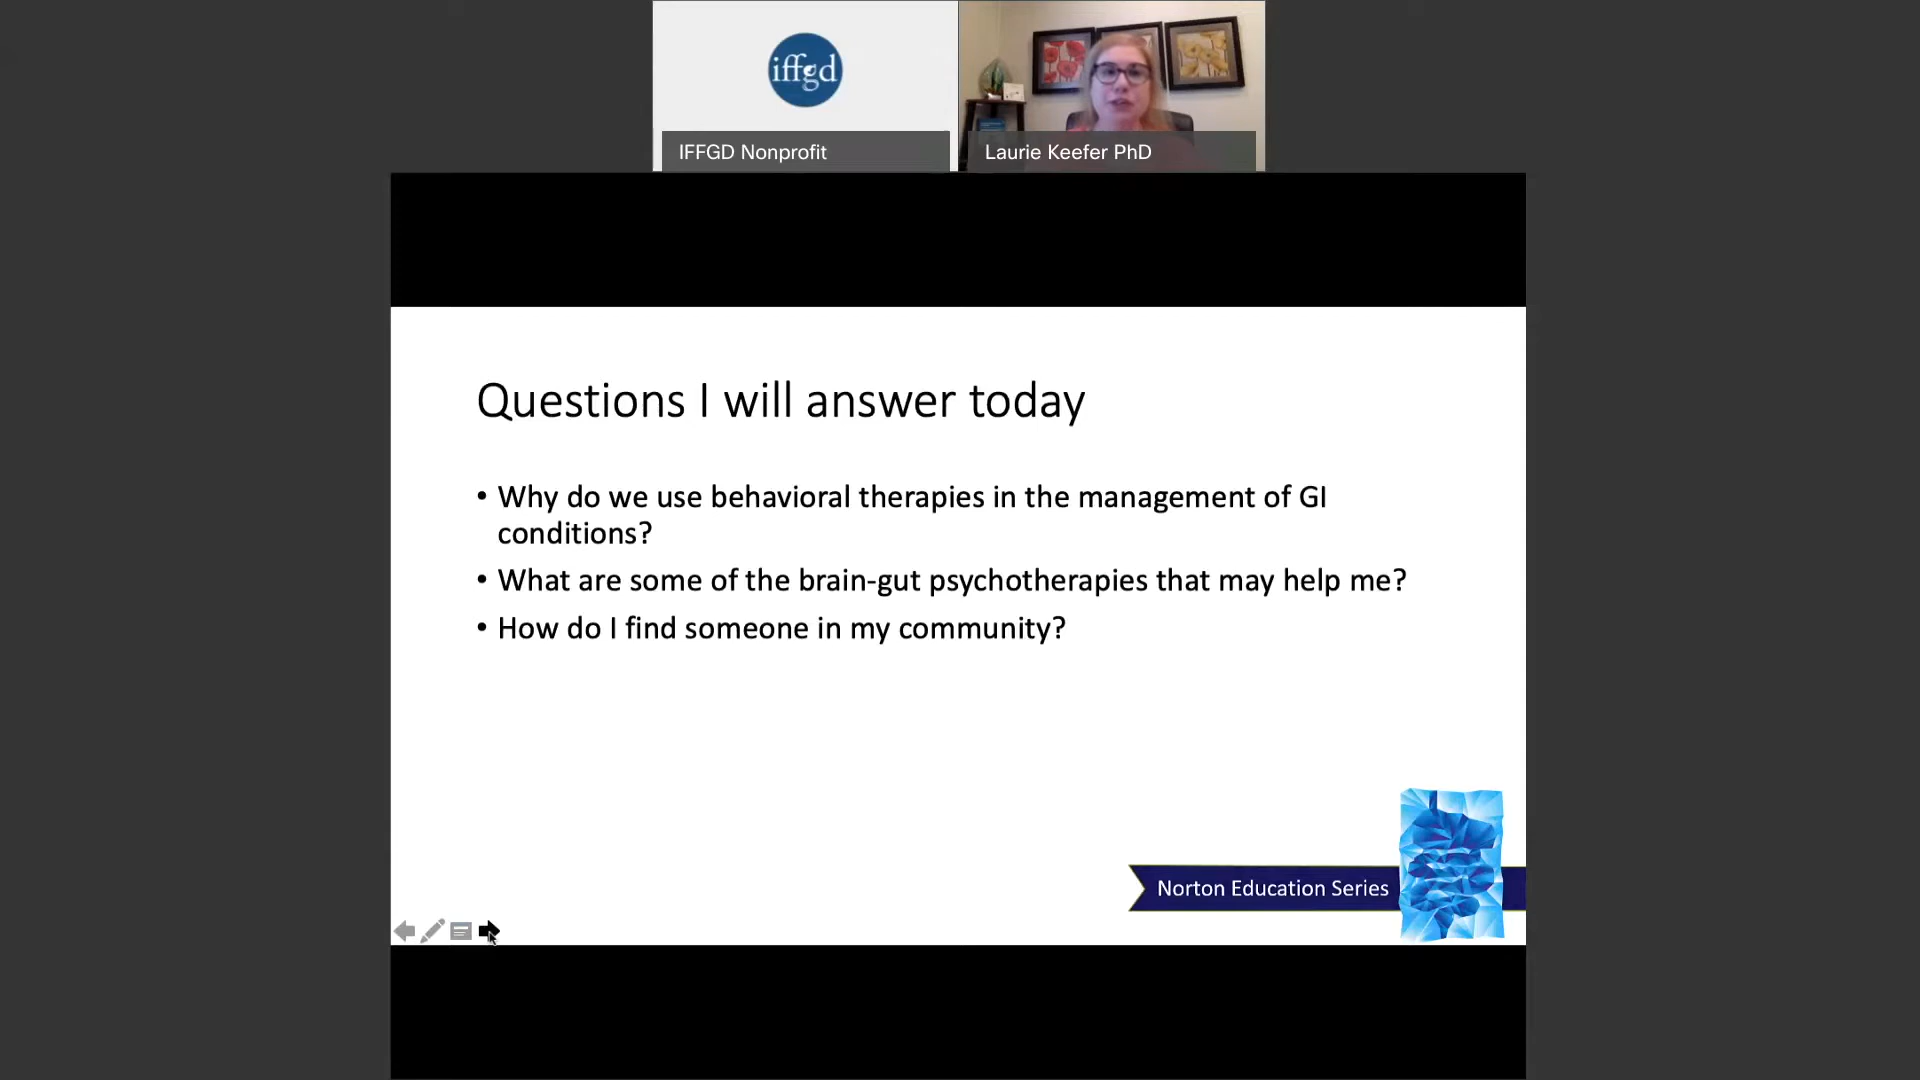 iffgd
IFFGD Nonprofit
Laurie Keefer PhD
Questions I will answer today
• Why do we use behavioral therapies in the management of GI
conditions?
• What are some of the brain-gut psychotherapies that may help me?
• How do I find someone in my community?
Norton Education Series